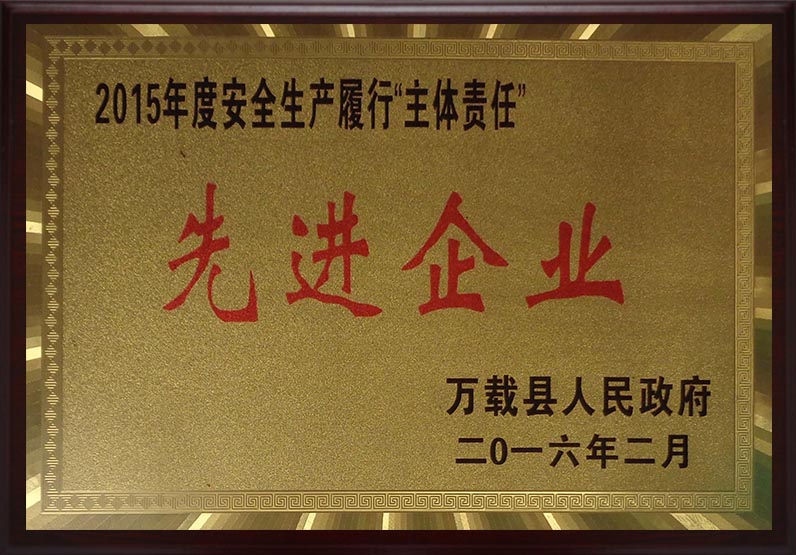 2015年度安全生产履行“主体责任”
先进企业
万载县人民政府
二0一六年二月